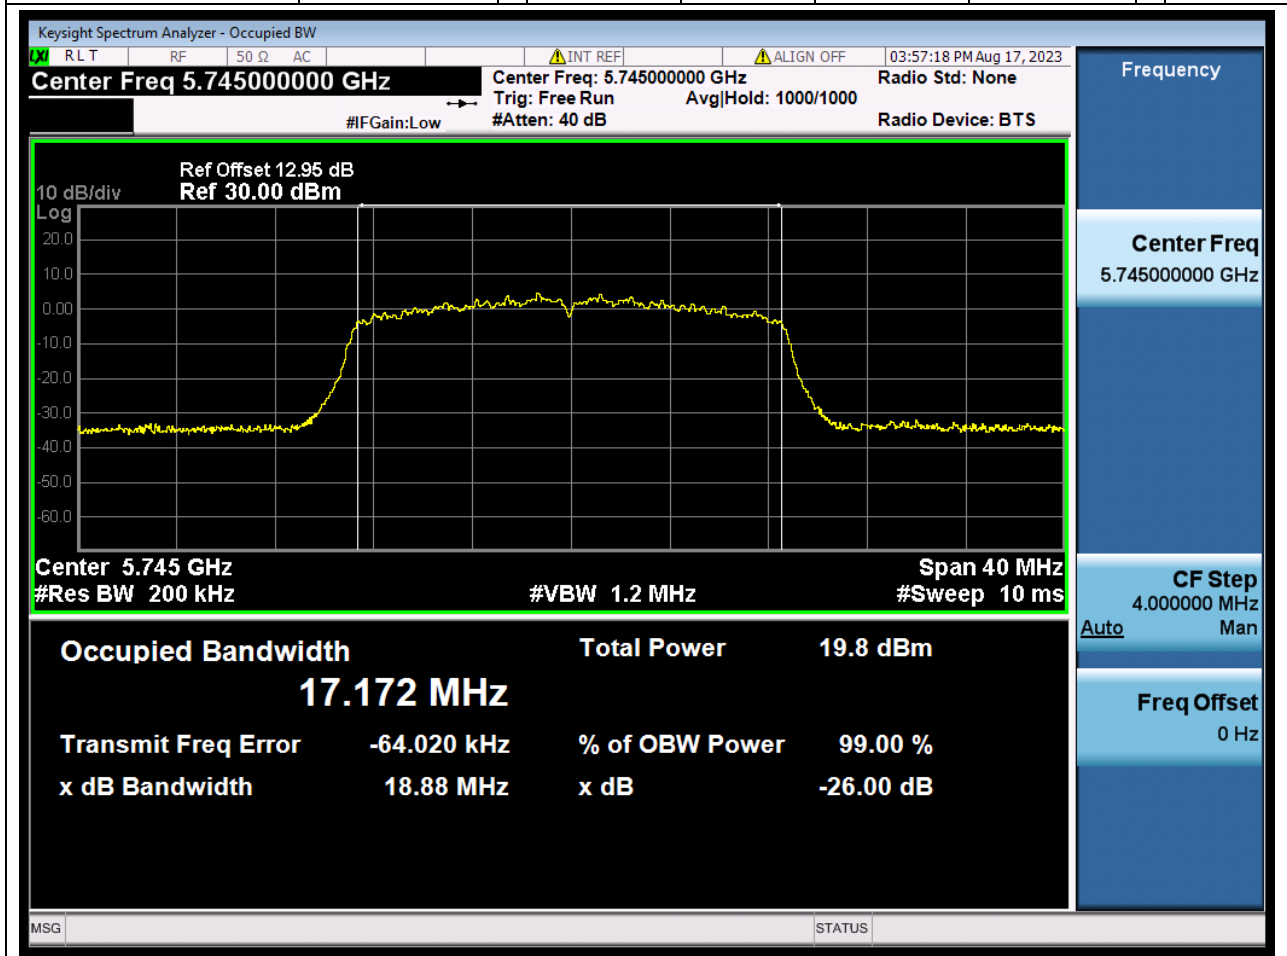 Keysight Spectrum Analyzer - Occupied BW
LXI RLT RF 50 Ω AC INT REF ALIGN OFF 03:57:18 PM Aug 17, 2023
Center Freq 5.745000000 GHz
Center Freq: 5.745000000 GHz
Radio Std: None
Trig: Free Run Avg|Hold: 1000/1000
#IFGain:Low
#Atten: 40 dB
Radio Device: BTS
Ref Offset 12.95 dB
10 dB/div Ref 30.00 dBm
Log
20.0
10.0
0.00
-10.0
-20.0
-30.0
-40.0
-50.0
-60.0
Center 5.745 GHz Span 40 MHz
#Res BW 200 kHz #VBW 1.2 MHz #Sweep 10 ms
Occupied Bandwidth Total Power 19.8 dBm
17.172 MHz
Transmit Freq Error -64.020 kHz % of OBW Power 99.00 %
x dB Bandwidth 18.88 MHz x dB -26.00 dB
MSG STATUS
Frequency
Center Freq
5.745000000 GHz
CF Step
4.000000 MHz
Auto Man
Freq Offset
0 Hz